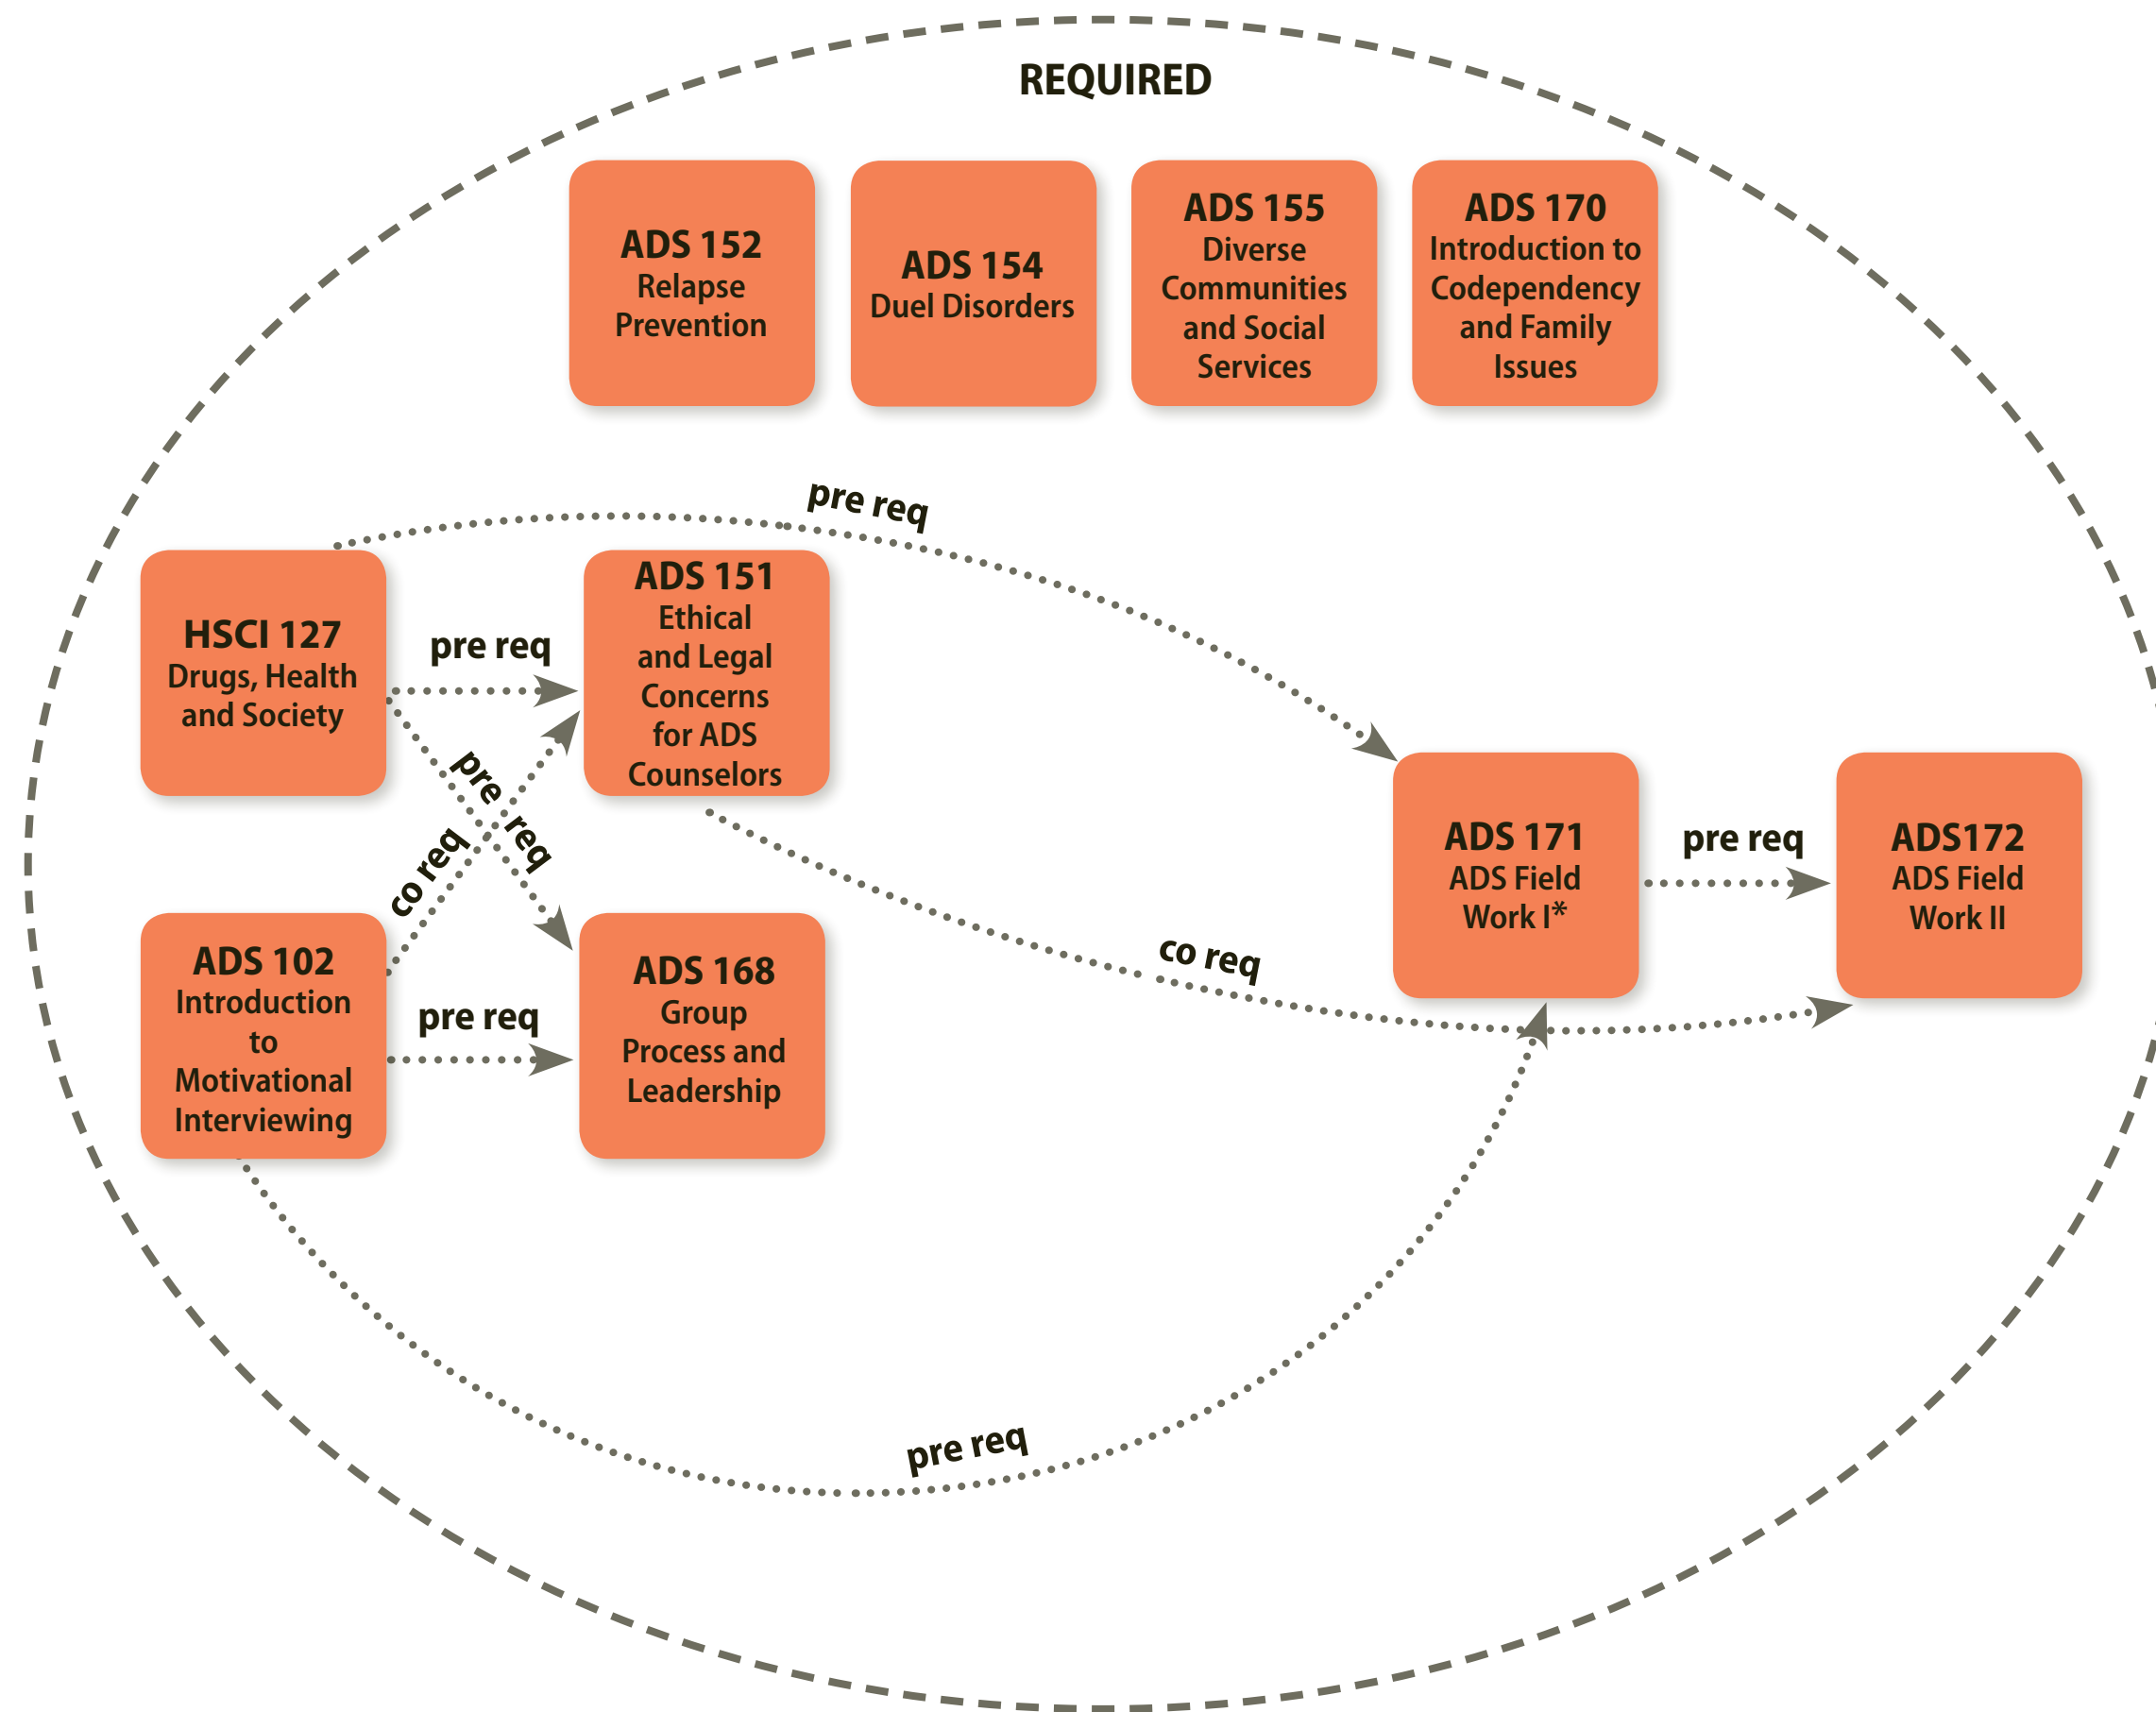 REQUIRED
ADS 152
Relapse
Prevention
ADS 154
Duel Disorders
ADS 155
Diverse
Communities
and Social
Services
ADS 170
Introduction to
Codependency
and Family
Issues
pre req
HSCI 127
Drugs, Health
and Society
pre req
ADS 151
Ethical
and Legal
Concerns
for ADS
Counselors
pre req
co req
ADS 171
ADS Field
Work I*
pre req
ADS172
ADS Field
Work II
co req
ADS 102
Introduction
to
Motivational
Interviewing
pre req
ADS 168
Group
Process and
Leadership
pre req